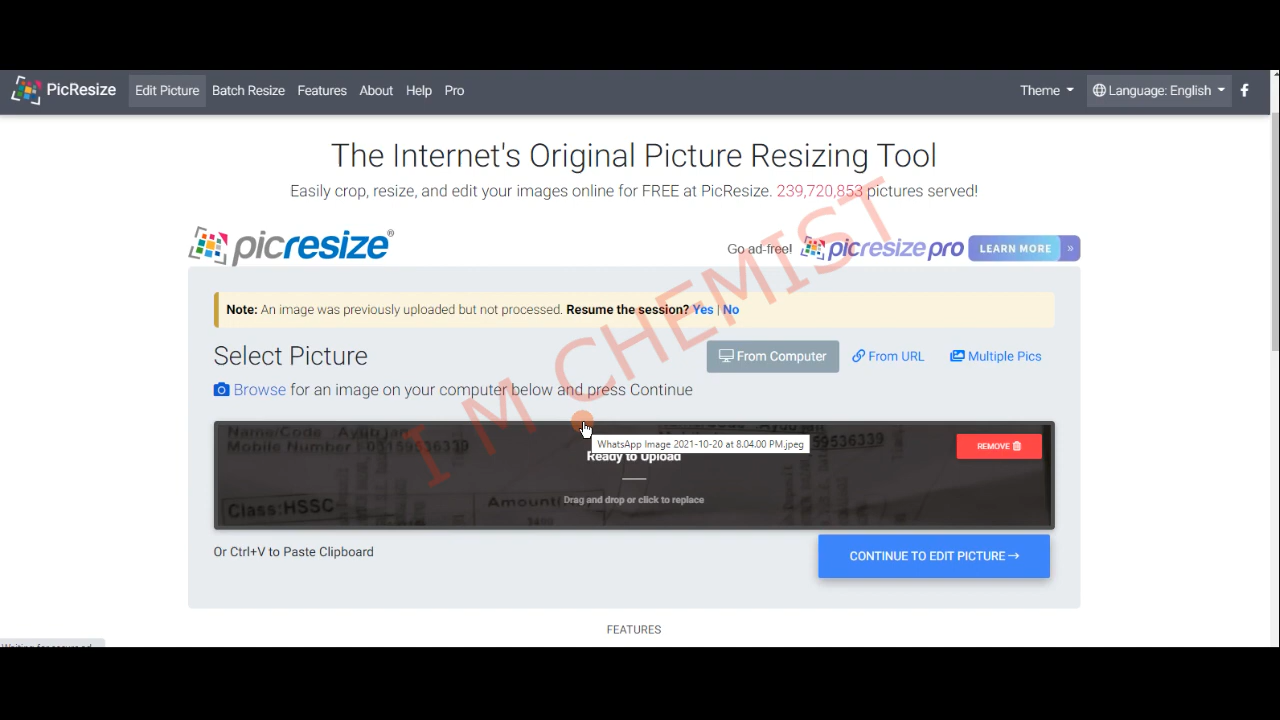 PicResize Edit Picture Batch Resize Features About Help Pro Theme Language: English
The Internet's Original Picture Resizing Tool
Easily crop, resize, and edit your images online for FREE at PicResize. 239,720,853 pictures served!
picresize Go ad-free! picresize pro LEARN MORE »
Note: An image was previously uploaded but not processed. Resume the session? Yes | No
Select Picture From Computer From URL Multiple Pics
Browse for an image on your computer below and press Continue
I M CHEMIST
Name/Code Ayub jan
Mobile Number
REMOVE
WhatsApp Image 2021-10-20 at 8.04.00 PM.jpeg
Ready to Upload
Drag and drop or click to replace
Class:HSSC Amount
Or Ctrl+V to Paste Clipboard
CONTINUE TO EDIT PICTURE →
FEATURES